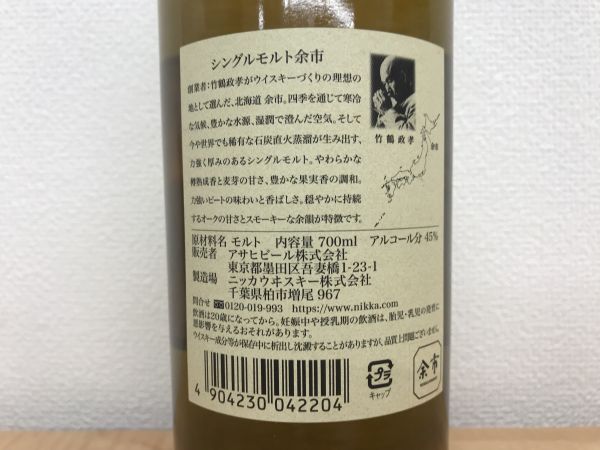 シングルモルト余市
創業者:竹鶴政孝がウイスキーづくりの理想の
地として選んだ、北海道 余市。四季を通じて寒冷
な気候、豊かな水源、湿潤で澄んだ空気。そして
今や世界でも稀有な石炭直火蒸溜が生み出す、
力強く厚みのあるシングルモルト。やわらかな
樽熟成香と麦芽の甘さ、豊かな果実香の調和。
力強いピートの味わいと香ばしさ。穏やかに持続
するオークの甘さとスモーキーな余韻が特徴です。
竹鶴政孝
余市
原材料名 モルト 内容量 700ml アルコール分 45%
販売者 アサヒビール株式会社
東京都墨田区吾妻橋1-23-1
製造場 ニッカウヰスキー株式会社
千葉県柏市増尾 967
問合せ 0120-019-993 https://www.nikka.com
飲酒は20歳になってから。妊娠中や授乳期の飲酒は、胎児・乳児の発育に
悪影響を与えるおそれがあります。
ウイスキー成分等が保存中に析出し沈澱することがありますが、品質上問題ございません。
4 904230 042204
プラ
キャップ
余市